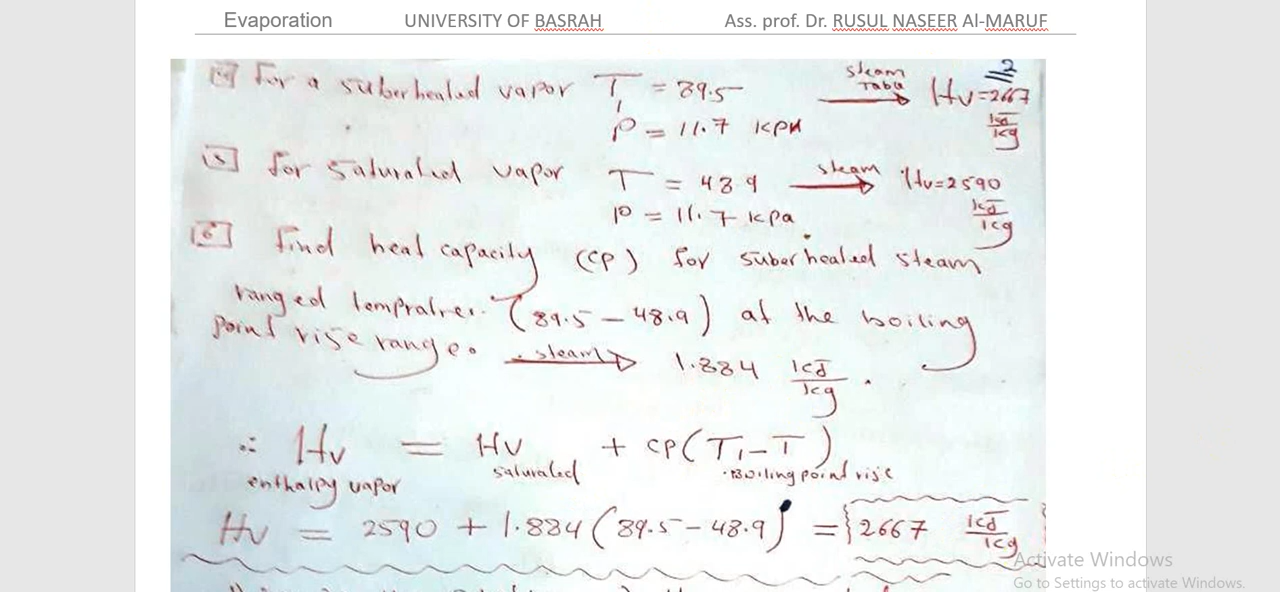 Evaporation UNIVERSITY OF BASRAH Ass. prof. Dr. RUSUL NASEER Al-MARUF
2
[4] for a suberheated vapor T1 = 89.5 steam Table → Hv=2667 kJ/kg
P = 11.7 kPa
[5] for saturated vapor T = 48.9 steam → Hv=2590 kJ/kg
P = 11.7 kPa
[6] find heat capacity (cp) for suberheated steam
ranged (89.5 – 48.9) at the boiling
point rise range. steam → 1.884 kJ/kg.
∴ Hv = Hv + cp(T1 – T)
enthalpy vapor saturated Boiling point rise
Hv = 2590 + 1.884 (89.5 – 48.9) = 2667 kJ/kg
Activate Windows
Go to Settings to activate Windows.